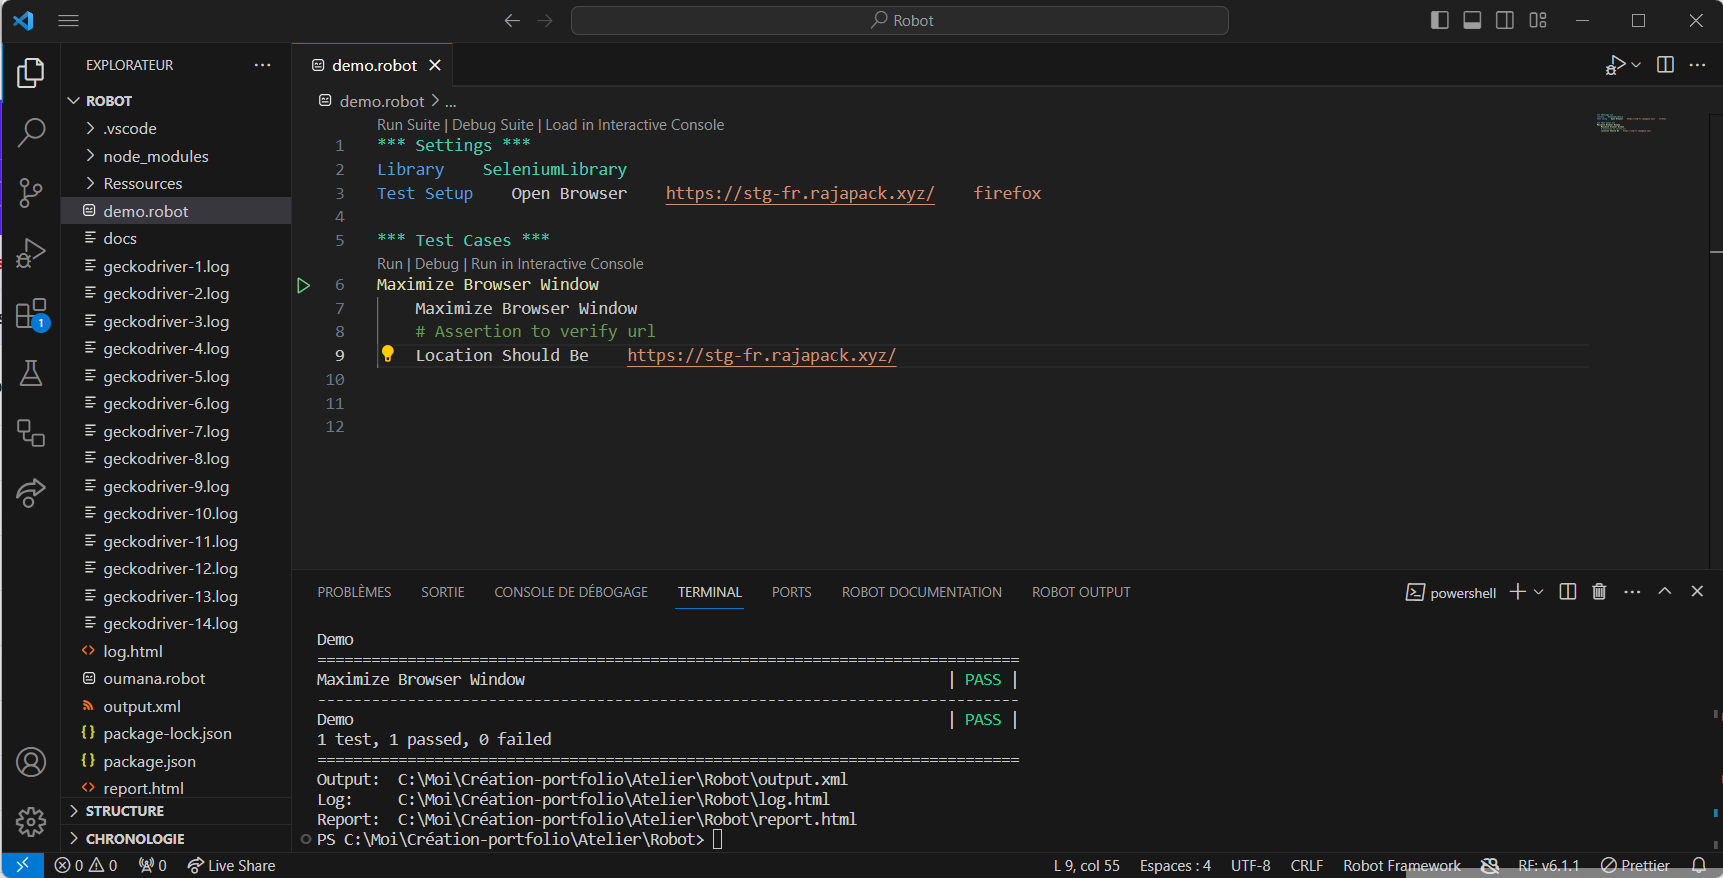 Robot
EXPLORATEUR
ROBOT
.vscode
node_modules
Ressources
demo.robot
docs
geckodriver-1.log
geckodriver-2.log
geckodriver-3.log
geckodriver-4.log
geckodriver-5.log
geckodriver-6.log
geckodriver-7.log
geckodriver-8.log
geckodriver-9.log
geckodriver-10.log
geckodriver-11.log
geckodriver-12.log
geckodriver-13.log
geckodriver-14.log
log.html
oumana.robot
output.xml
package-lock.json
package.json
report.html
STRUCTURE
CHRONOLOGIE
1
demo.robot
demo.robot > ...
Run Suite | Debug Suite | Load in Interactive Console
1 *** Settings ***
2 Library    SeleniumLibrary
3 Test Setup    Open Browser    https://stg-fr.rajapack.xyz/    firefox
4
5 *** Test Cases ***
Run | Debug | Run in Interactive Console
6 Maximize Browser Window
7     Maximize Browser Window
8     # Assertion to verify url
9     Location Should Be    https://stg-fr.rajapack.xyz/
10
11
12
PROBLÈMES SORTIE CONSOLE DE DÉBOGAGE TERMINAL PORTS ROBOT DOCUMENTATION ROBOT OUTPUT powershell
Demo
==============================================================================
Maximize Browser Window | PASS |
------------------------------------------------------------------------------
Demo | PASS |
1 test, 1 passed, 0 failed
==============================================================================
Output:  C:\Moi\Création-portfolio\Atelier\Robot\output.xml
Log:     C:\Moi\Création-portfolio\Atelier\Robot\log.html
Report:  C:\Moi\Création-portfolio\Atelier\Robot\report.html
PS C:\Moi\Création-portfolio\Atelier\Robot>
0 0 0 Live Share L 9, col 55 Espaces : 4 UTF-8 CRLF Robot Framework RF: v6.1.1 Prettier